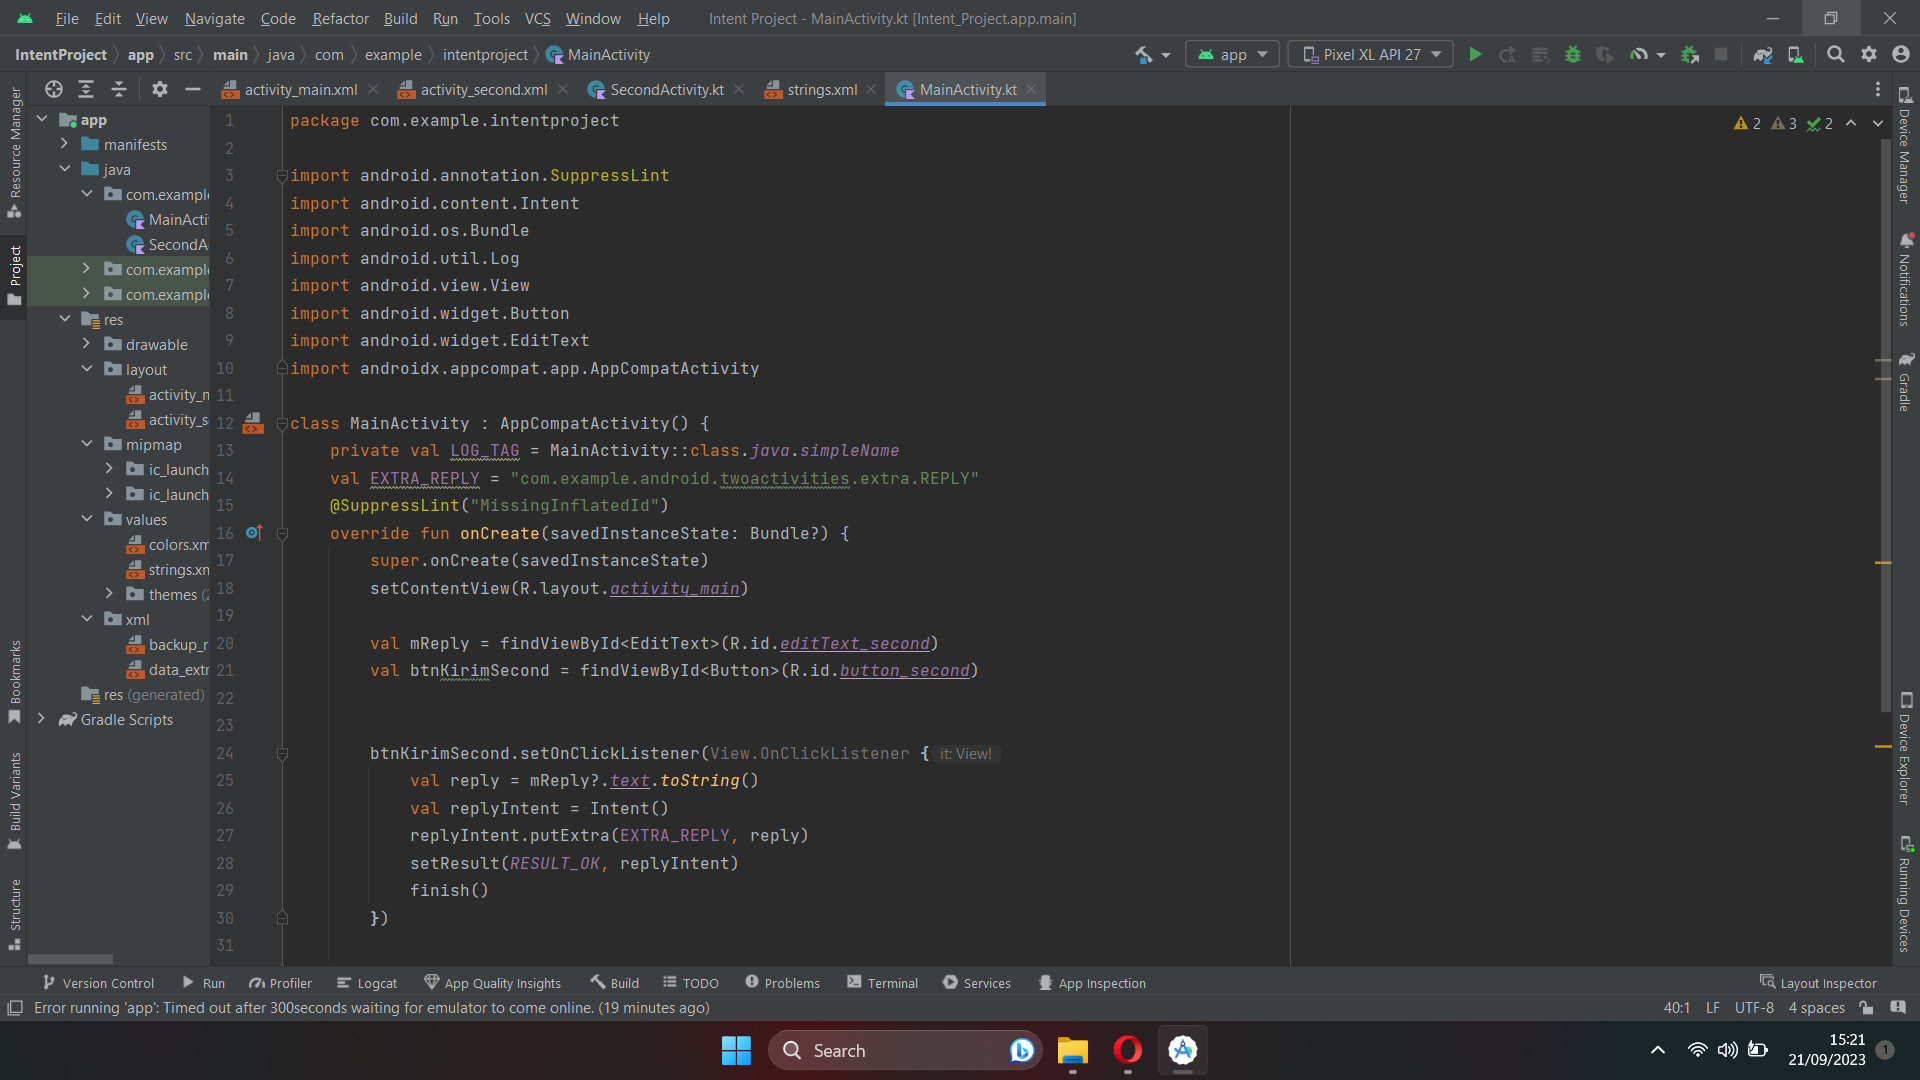 File Edit View Navigate Code Refactor Build Run Tools VCS Window Help Intent Project - MainActivity.kt [Intent_Project.app.main]
IntentProject app src main java com example intentproject MainActivity app Pixel XL API 27
activity_main.xml activity_second.xml SecondActivity.kt strings.xml MainActivity.kt
Resource Manager
Project
Bookmarks
Build Variants
Structure
app
manifests
java
com.example
MainActi
SecondA
com.example
com.example
res
drawable
layout
activity_m
activity_s
mipmap
ic_launch
ic_launch
values
colors.xm
strings.xm
themes (2
xml
backup_r
data_extr
res (generated)
Gradle Scripts
2 3 2
1 package com.example.intentproject
2
3 import android.annotation.SuppressLint
4 import android.content.Intent
5 import android.os.Bundle
6 import android.util.Log
7 import android.view.View
8 import android.widget.Button
9 import android.widget.EditText
10 import androidx.appcompat.app.AppCompatActivity
11
12 class MainActivity : AppCompatActivity() {
13 private val LOG_TAG = MainActivity::class.java.simpleName
14 val EXTRA_REPLY = "com.example.android.twoactivities.extra.REPLY"
15 @SuppressLint("MissingInflatedId")
16 override fun onCreate(savedInstanceState: Bundle?) {
17 super.onCreate(savedInstanceState)
18 setContentView(R.layout.activity_main)
19
20 val mReply = findViewById<EditText>(R.id.editText_second)
21 val btnKirimSecond = findViewById<Button>(R.id.button_second)
22
23
24 btnKirimSecond.setOnClickListener(View.OnClickListener { it: View!
25 val reply = mReply?.text.toString()
26 val replyIntent = Intent()
27 replyIntent.putExtra(EXTRA_REPLY, reply)
28 setResult(RESULT_OK, replyIntent)
29 finish()
30 })
31
Device Manager
Notifications
Gradle
Device Explorer
Running Devices
Version Control Run Profiler Logcat App Quality Insights Build TODO Problems Terminal Services App Inspection Layout Inspector
Error running 'app': Timed out after 300seconds waiting for emulator to come online. (19 minutes ago) 40:1 LF UTF-8 4 spaces
Search
15:21
21/09/2023 1